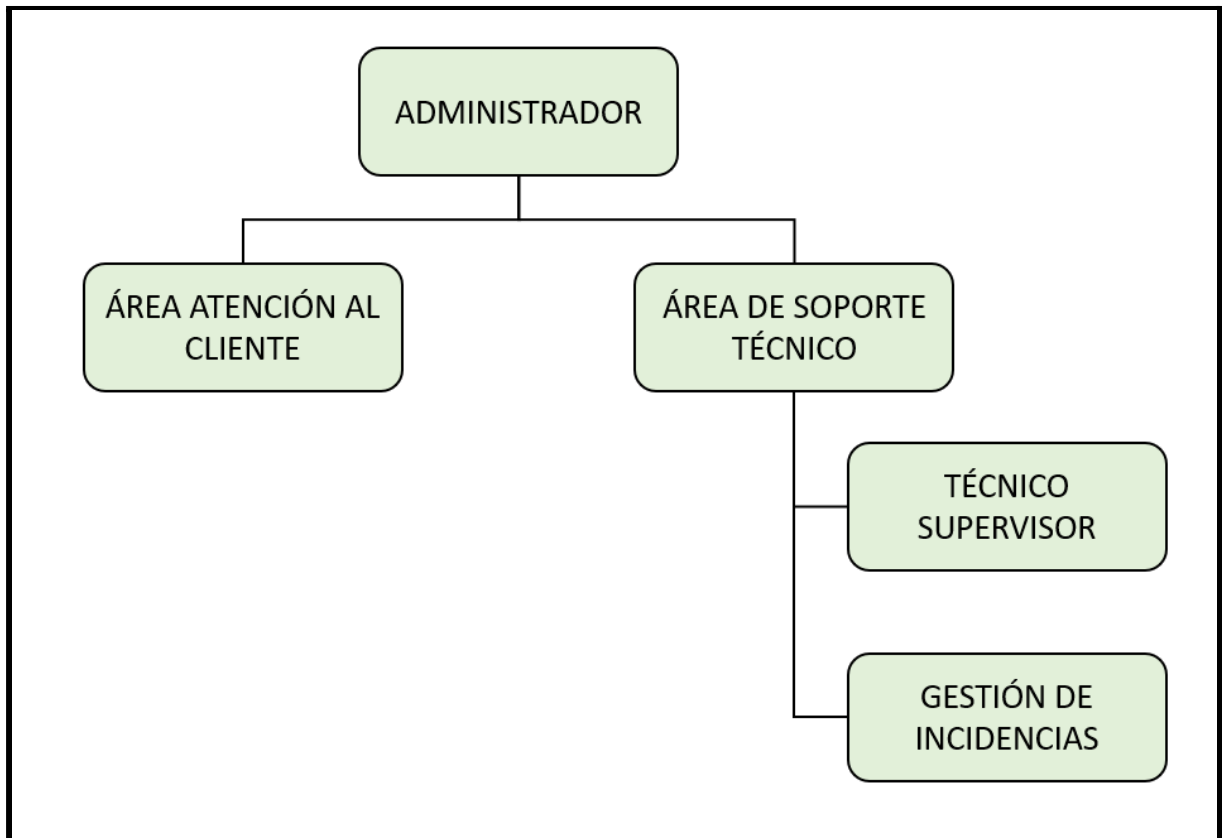 ADMINISTRADOR
ÁREA ATENCIÓN AL
CLIENTE
ÁREA DE SOPORTE
TÉCNICO
TÉCNICO
SUPERVISOR
GESTIÓN DE
INCIDENCIAS